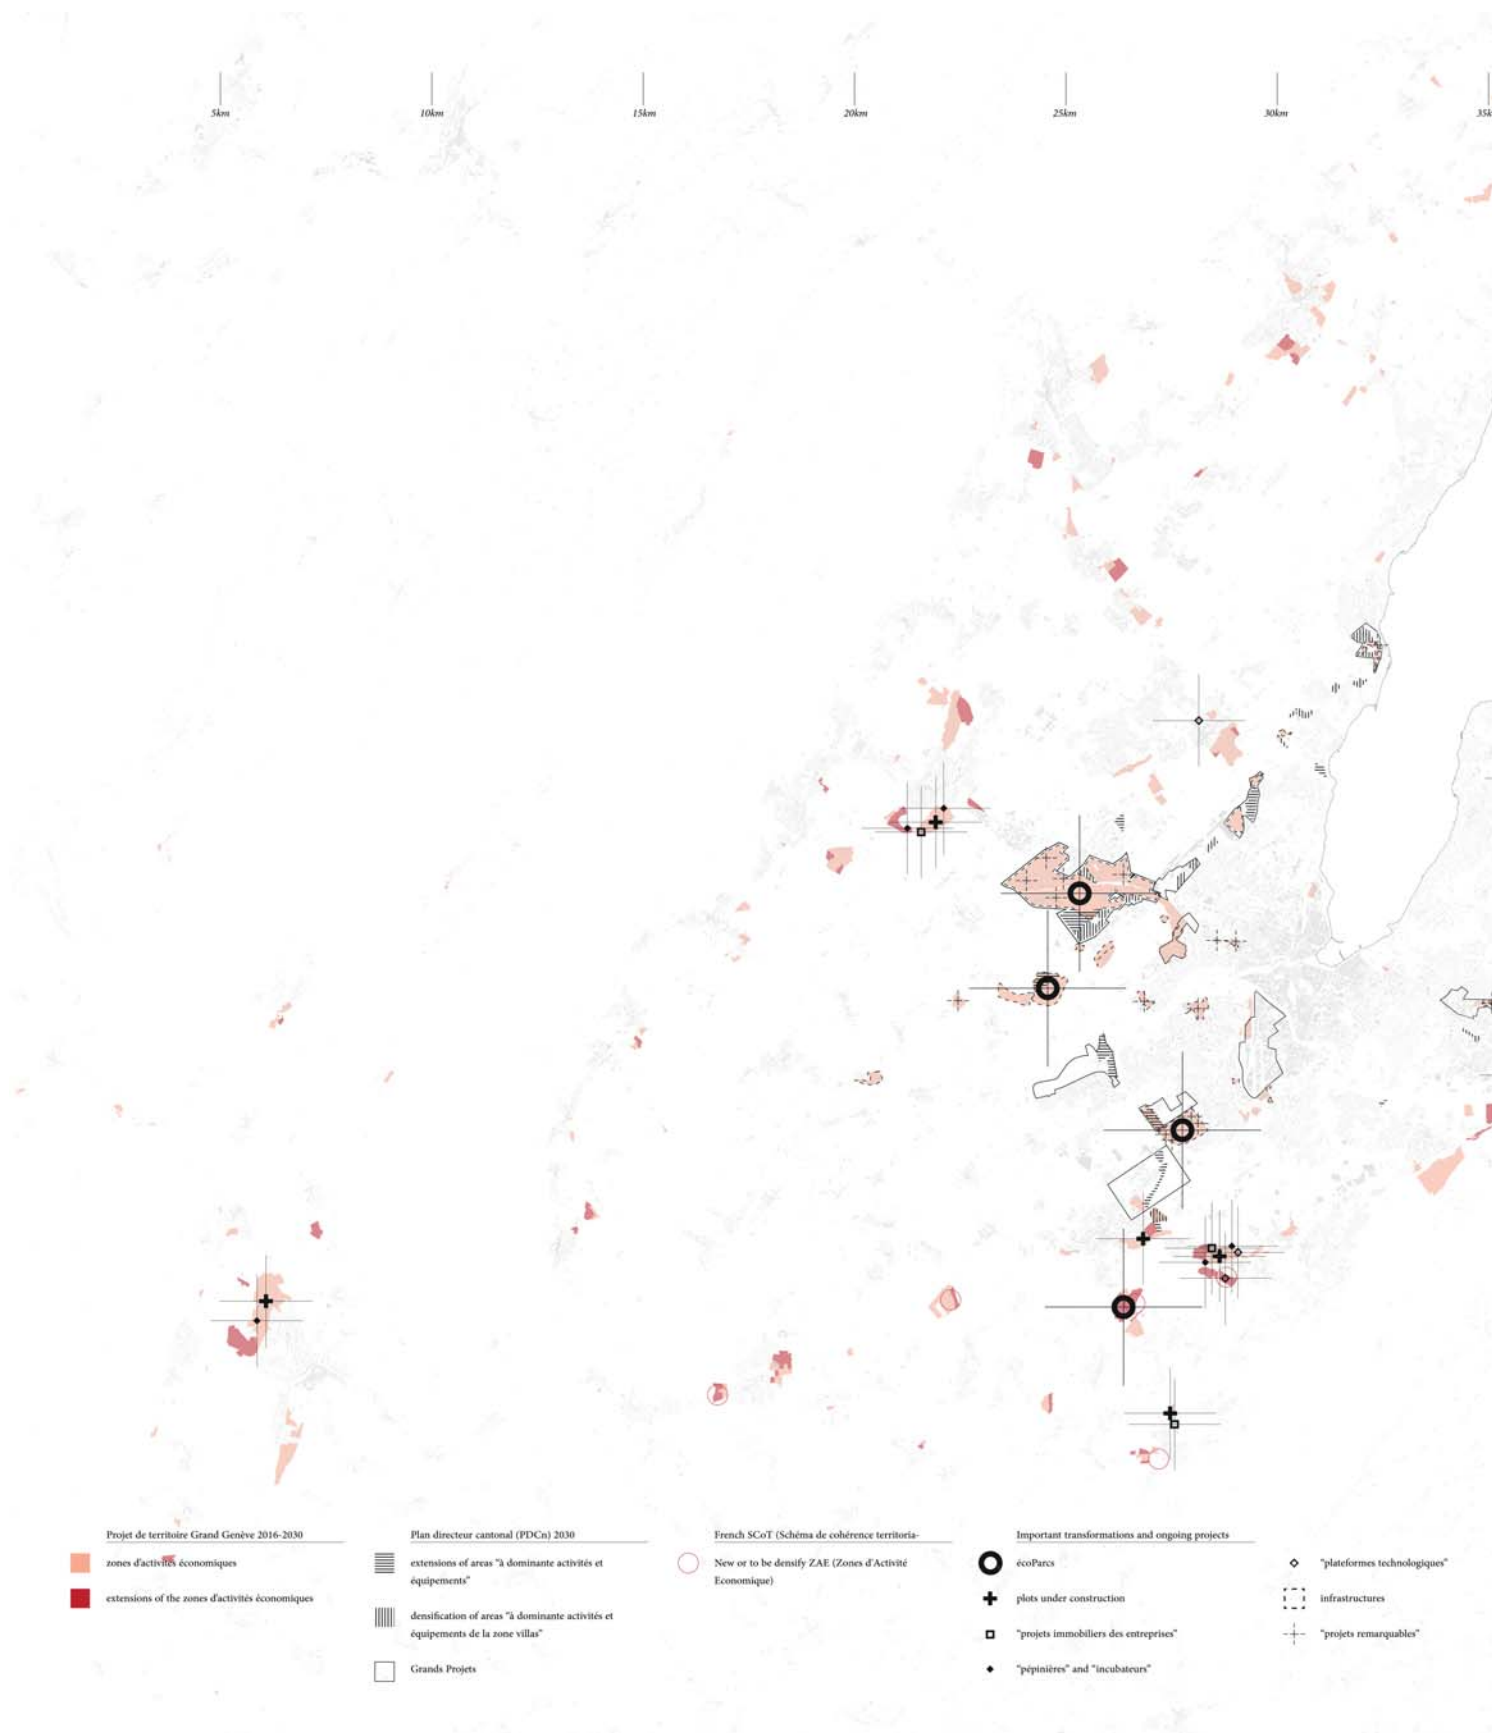 5km
10km
15km
20km
25km
30km
35k
Projet de territoire Grand Genève 2016-2030
zones d'activités économiques
extensions of the zones d'activités économiques
Plan directeur cantonal (PDCn) 2030
extensions of areas "à dominante activités et
équipements"
densification of areas "à dominante activités et
équipements de la zone villas"
Grands Projets
French SCoT (Schéma de cohérence territoria-
New or to be densify ZAE (Zones d'Activité
Economique)
Important transformations and ongoing projects
écoParcs
plots under construction
"projets immobiliers des entreprises"
"pépinières" and "incubateurs"
"plateformes technologiques"
infrastructures
"projets remarquables"